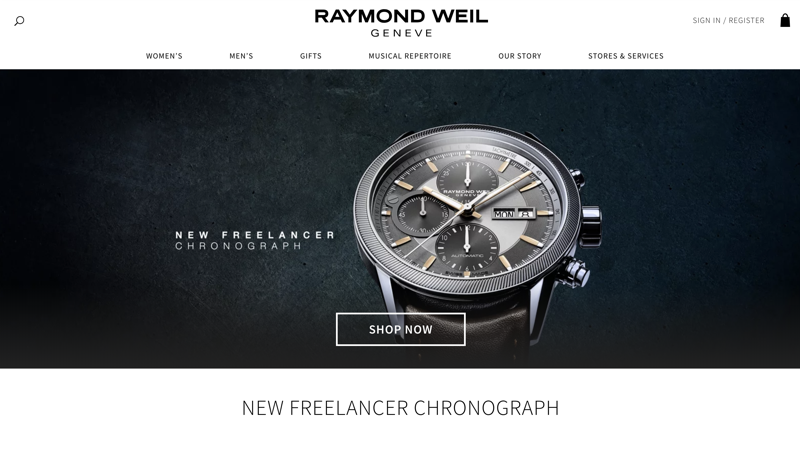 RAYMOND WEIL
GENEVE
SIGN IN / REGISTER
WOMEN'S
MEN'S
GIFTS
MUSICAL REPERTOIRE
OUR STORY
STORES & SERVICES
RAYMOND WEIL
GENEVE
MON
AUTOMATIC
NEW FREELANCER
CHRONOGRAPH
SHOP NOW
NEW FREELANCER CHRONOGRAPH